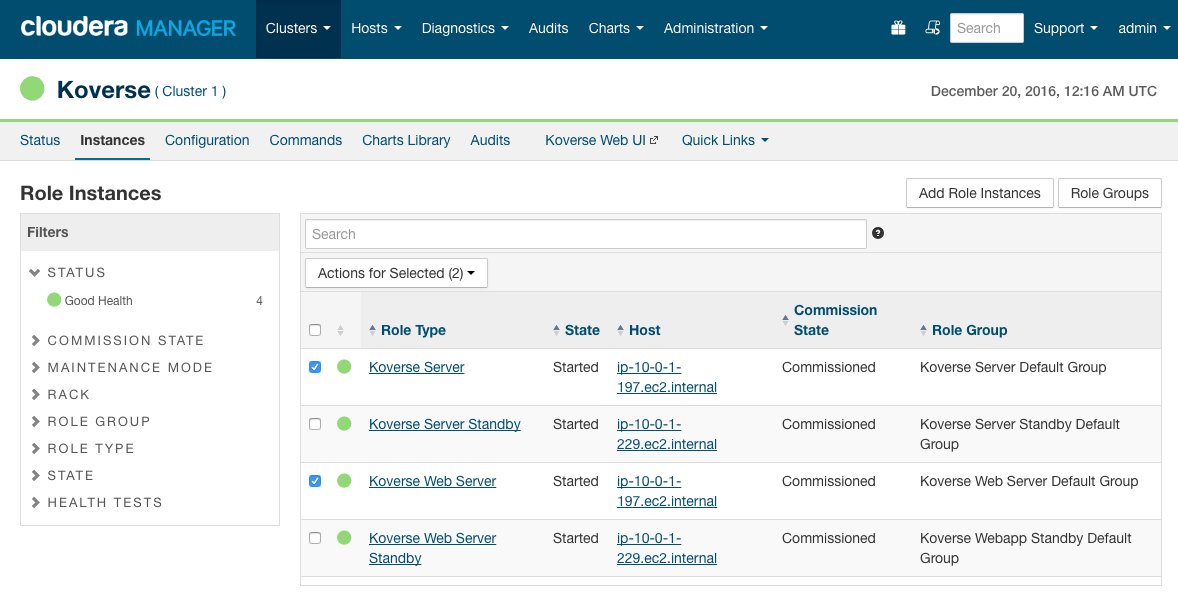 cloudera MANAGER Clusters Hosts Diagnostics Audits Charts Administration Search Support admin
Koverse ( Cluster 1 ) December 20, 2016, 12:16 AM UTC
Status Instances Configuration Commands Charts Library Audits Koverse Web UI Quick Links
Role Instances Add Role Instances Role Groups
Filters
STATUS
Good Health 4
COMMISSION STATE
MAINTENANCE MODE
RACK
ROLE GROUP
ROLE TYPE
STATE
HEALTH TESTS
Search ?
Actions for Selected (2)
Role Type State Host Commission State Role Group
Koverse Server Started ip-10-0-1- Commissioned Koverse Server Default Group
197.ec2.internal
Koverse Server Standby Started ip-10-0-1- Commissioned Koverse Server Standby Default
229.ec2.internal Group
Koverse Web Server Started ip-10-0-1- Commissioned Koverse Web Server Default Group
197.ec2.internal
Koverse Web Server Started ip-10-0-1- Commissioned Koverse Webapp Standby Default
Standby 229.ec2.internal Group